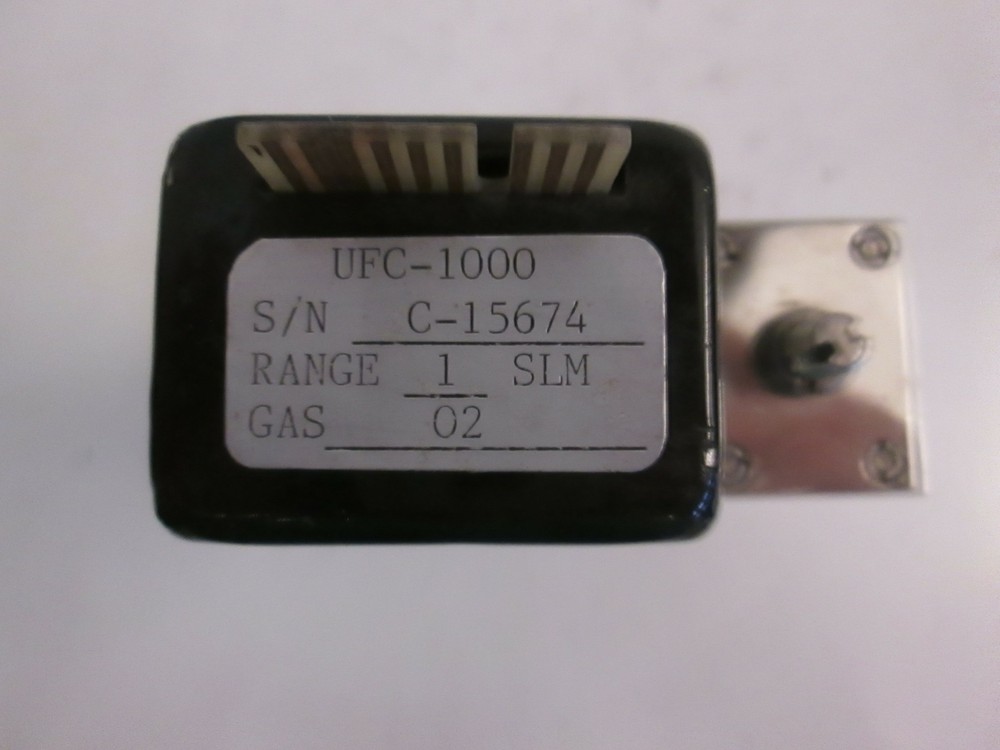 UFC-1000
S/N C-15674
RANGE 1 SLM
GAS O2